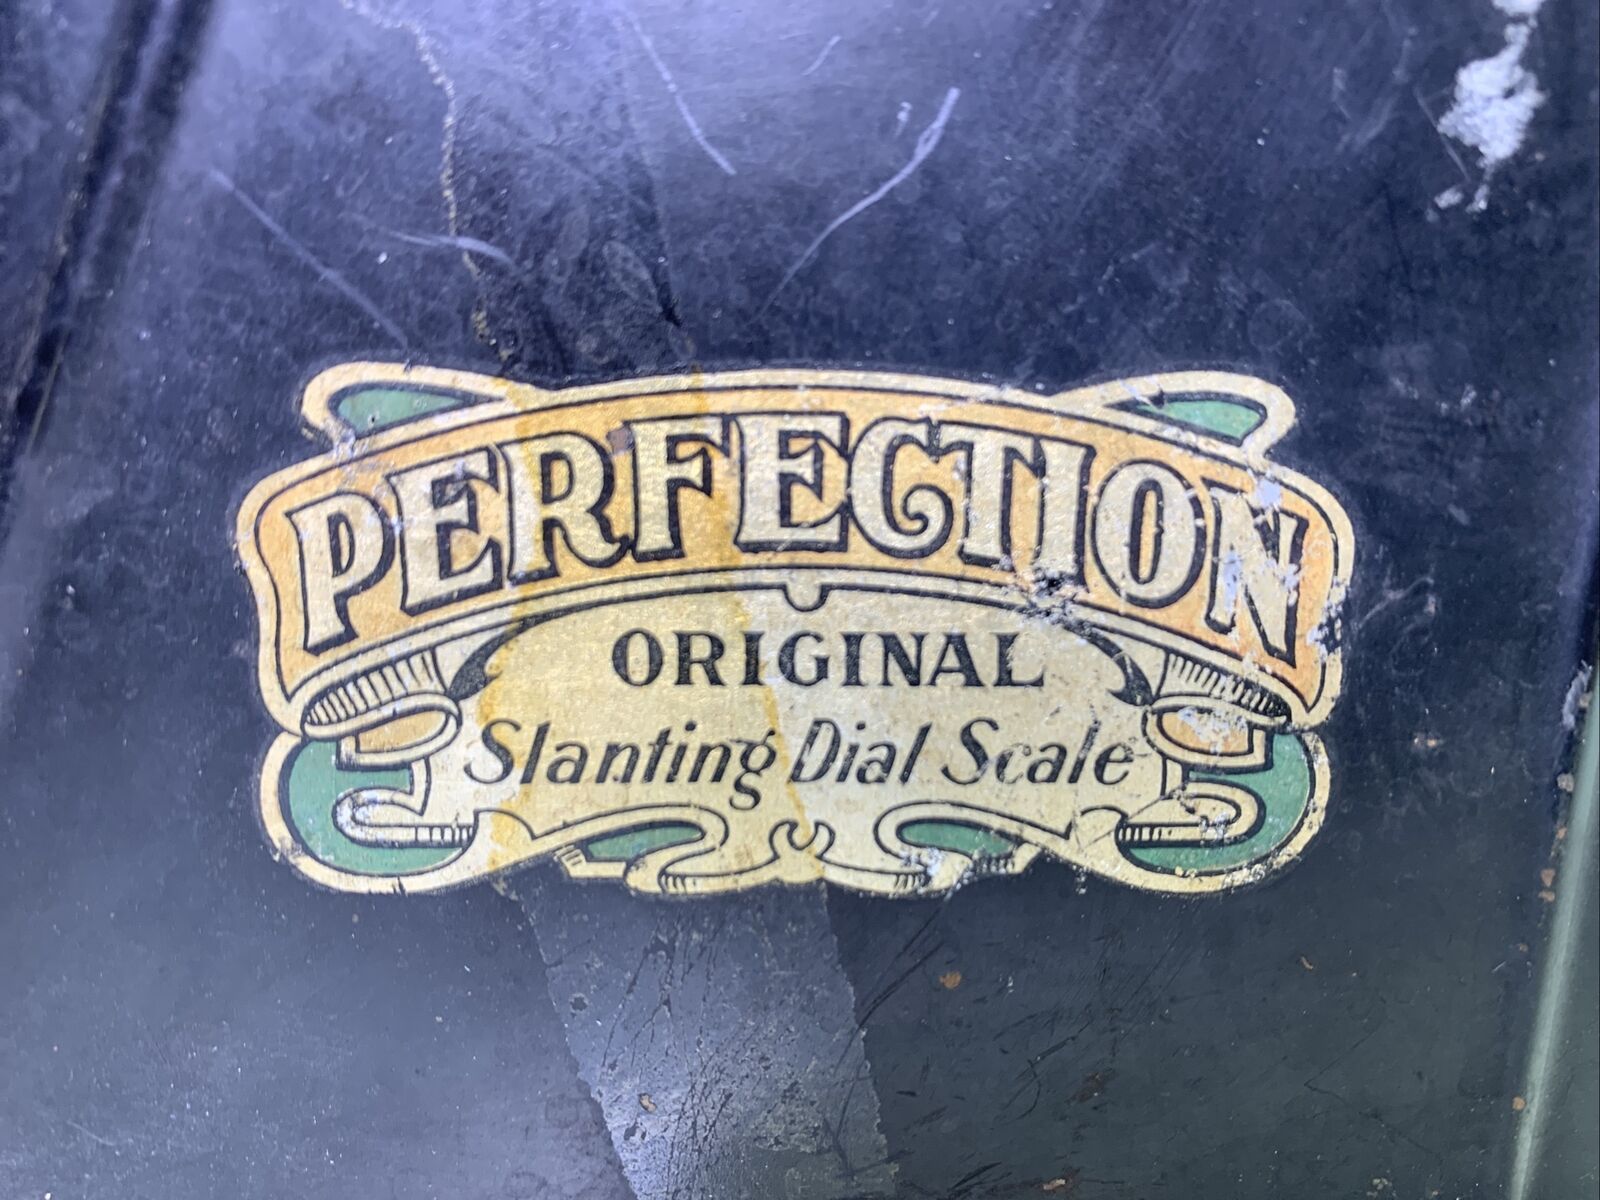 PERFECTION
ORIGINAL
Slanting Dial Scale